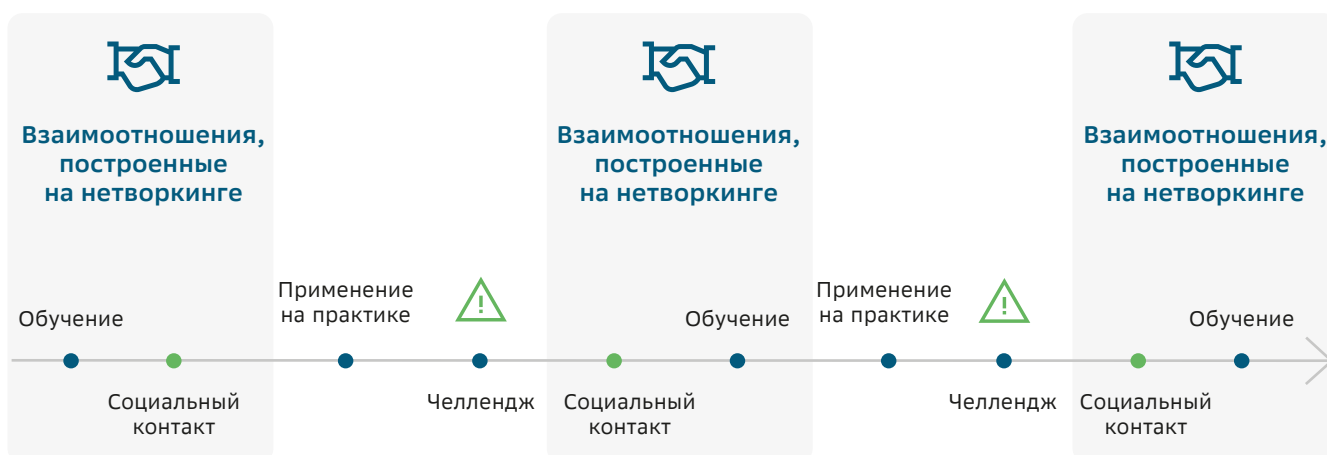 Взаимоотношения,
построенные
на нетворкинге
Взаимоотношения,
построенные
на нетворкинге
Взаимоотношения,
построенные
на нетворкинге
Обучение
Применение
на практике
Обучение
Применение
на практике
Обучение
Социальный
контакт
Челлендж
Социальный
контакт
Челлендж
Социальный
контакт